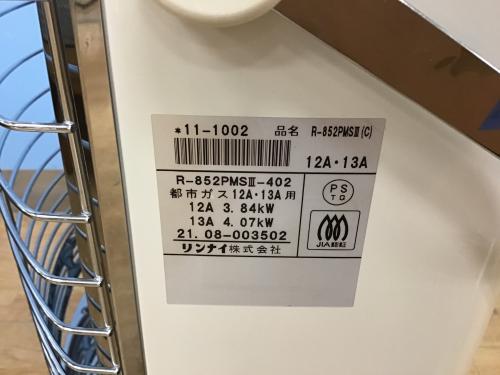 *11-1002 品名 R-852PMSⅢ(C)
12A・13A
R-852PMSⅢ-402
都市ガス12A・13A用
12A 3.84kW
13A 4.07kW
21.08-003502
リンナイ株式会社
PS
TG
JIA認証